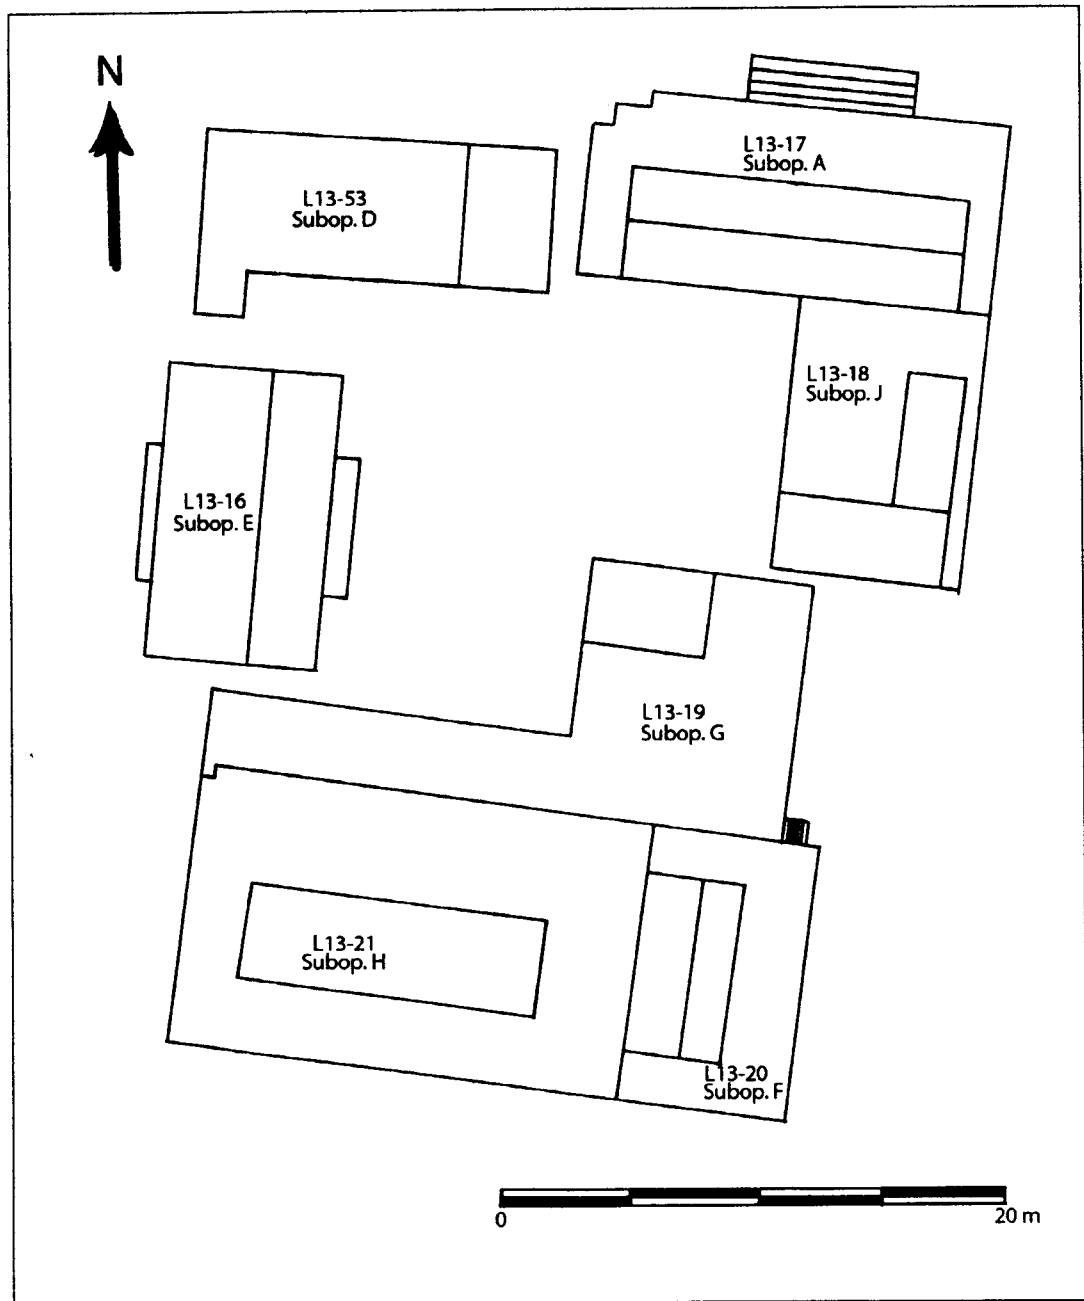 N
L13-17
Subop. A
L13-53
Subop. D
L13-18
Subop. J
L13-16
Subop. E
L13-19
Subop. G
L13-21
Subop. H
L13-20
Subop. F
0
20 m